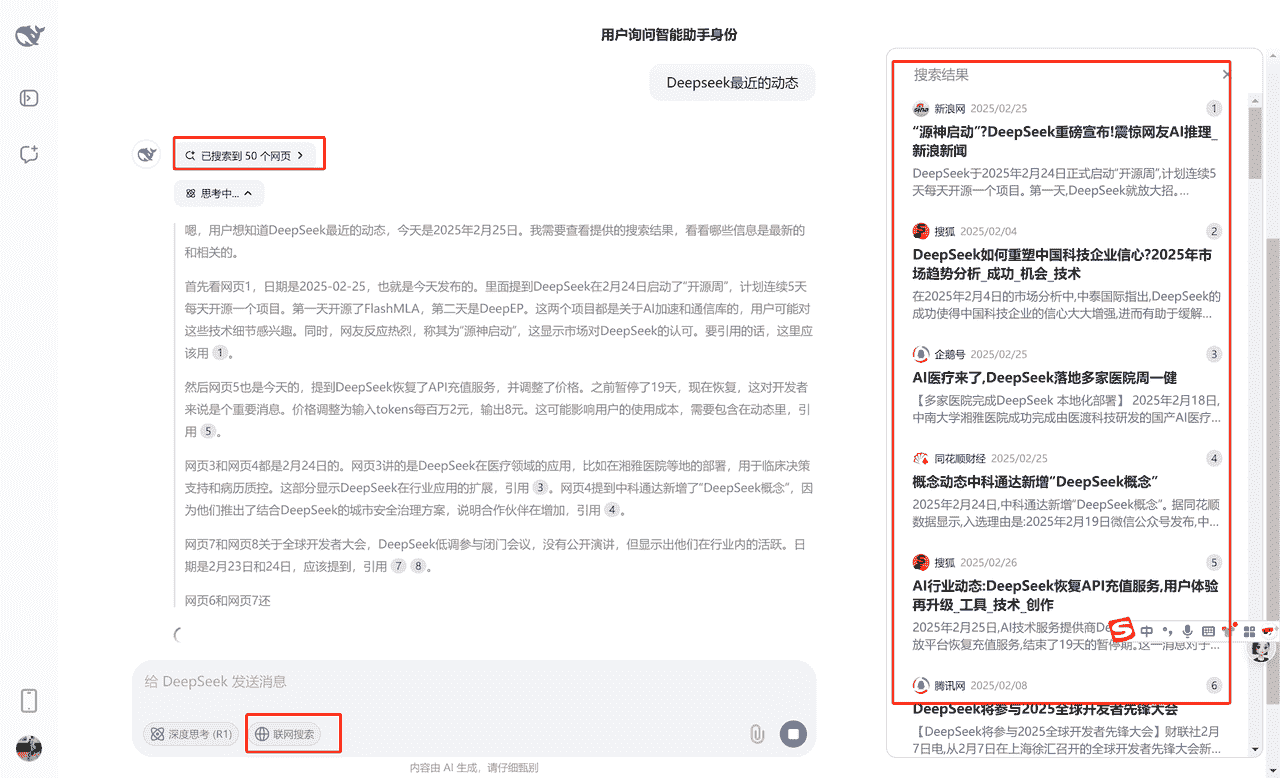 用户询问智能助手身份
Deepseek最近的动态
已搜索到 50 个网页
思考中...
嗯，用户想知道DeepSeek最近的动态，今天是2025年2月25日。我需要查看提供的搜索结果，看看哪些信息是最新的
和相关的。
首先看网页1，日期是2025-02-25，也就是今天发布的。里面提到DeepSeek在2月24日启动了“开源周”，计划连续5天
每天开源一个项目。第一天开源了FlashMLA，第二天是DeepEP。这两个项目都是关于AI加速和通信库的，用户可能对
这些技术细节感兴趣。同时，网友反应热烈，称其为“源神启动”，这显示市场对DeepSeek的认可。要引用的话，这里应
该用 1 。
然后网页5也是今天的，提到DeepSeek恢复了API充值服务，并调整了价格。之前暂停了19天，现在恢复，这对开发者
来说是个重要消息。价格调整为输入tokens每百万2元，输出8元。这可能影响用户的使用成本，需要包含在动态里，引
用 5 。
网页3和网页4都是2月24日的。网页3讲的是DeepSeek在医疗领域的应用，比如在湘雅医院等地的部署，用于临床决策
支持和病历质控。这部分显示DeepSeek在行业应用的扩展，引用 3 。网页4提到中科通达新增了“DeepSeek概念”，因
为他们推出了结合DeepSeek的城市安全治理方案，说明合作伙伴在增加，引用 4 。
网页7和网页8关于全球开发者大会，DeepSeek低调参与闭门会议，没有公开演讲，但显示出他们在行业内的活跃。日
期是2月23日和24日，应该提到，引用 7 8 。
网页6和网页7还
给 DeepSeek 发送消息
深度思考 (R1)
联网搜索
内容由 AI 生成，请仔细甄别
搜索结果
新浪网 2025/02/25 1
“源神启动”?DeepSeek重磅宣布!震惊网友AI推理_
新浪新闻
DeepSeek于2025年2月24日正式启动“开源周”,计划连续5
天每天开源一个项目。 第一天,DeepSeek就放大招。...
搜狐 2025/02/04 2
DeepSeek如何重塑中国科技企业信心?2025年市
场趋势分析_成功_机会_技术
在2025年2月4日的市场分析中,中泰国际指出,DeepSeek的
成功使得中国科技企业的信心大大增强,进而有助于缓解...
企鹅号 2025/02/25 3
AI医疗来了,DeepSeek落地多家医院周一健
【多家医院完成DeepSeek 本地化部署】 2025年2月18日,
中南大学湘雅医院成功完成由医渡科技研发的国产AI医疗...
同花顺财经 2025/02/25 4
概念动态中科通达新增“DeepSeek概念”
2025年2月24日,中科通达新增“DeepSeek概念”。据同花顺
数据显示,入选理由是:2025年2月19日微信公众号发布,中...
搜狐 2025/02/26 5
AI行业动态:DeepSeek恢复API充值服务,用户体验
再升级_工具_技术_创作
2025年2月25日,AI技术服务提供商De
放平台恢复充值服务,结束了19天的暂停期。这一消息对于...
中
腾讯网 2025/02/08 6
DeepSeek将参与2025全球开发者先锋大会
【DeepSeek将参与2025全球开发者先锋大会】财联社2月
7日电,从2月7日在上海徐汇召开的全球开发者先锋大会新...